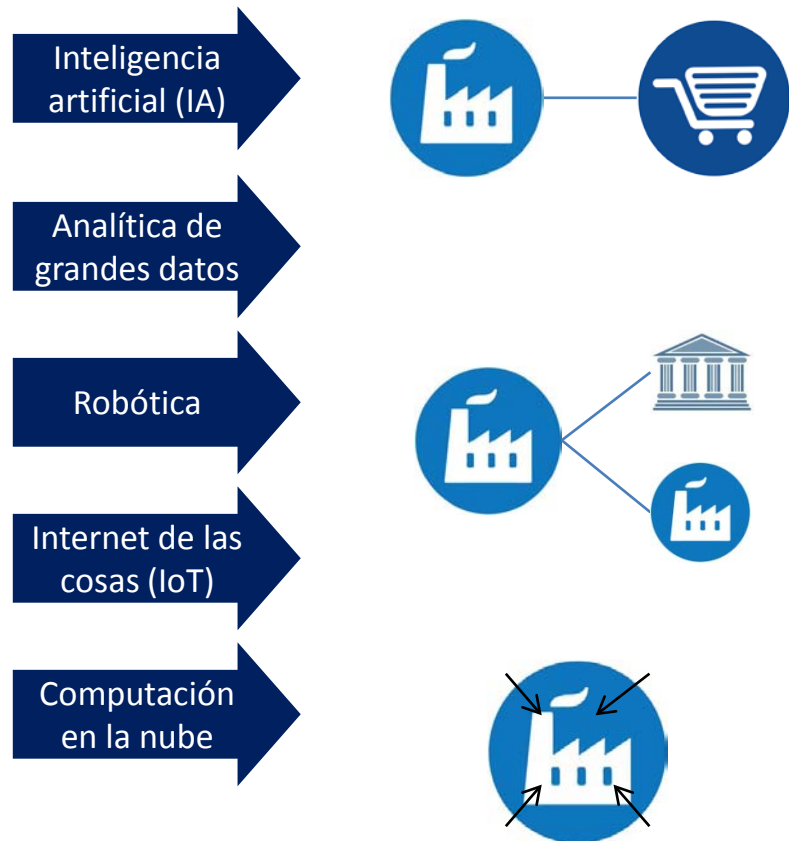 Inteligencia
artificial (IA)
Analítica de
grandes datos
Robótica
Internet de las
cosas (IoT)
Computación
en la nube